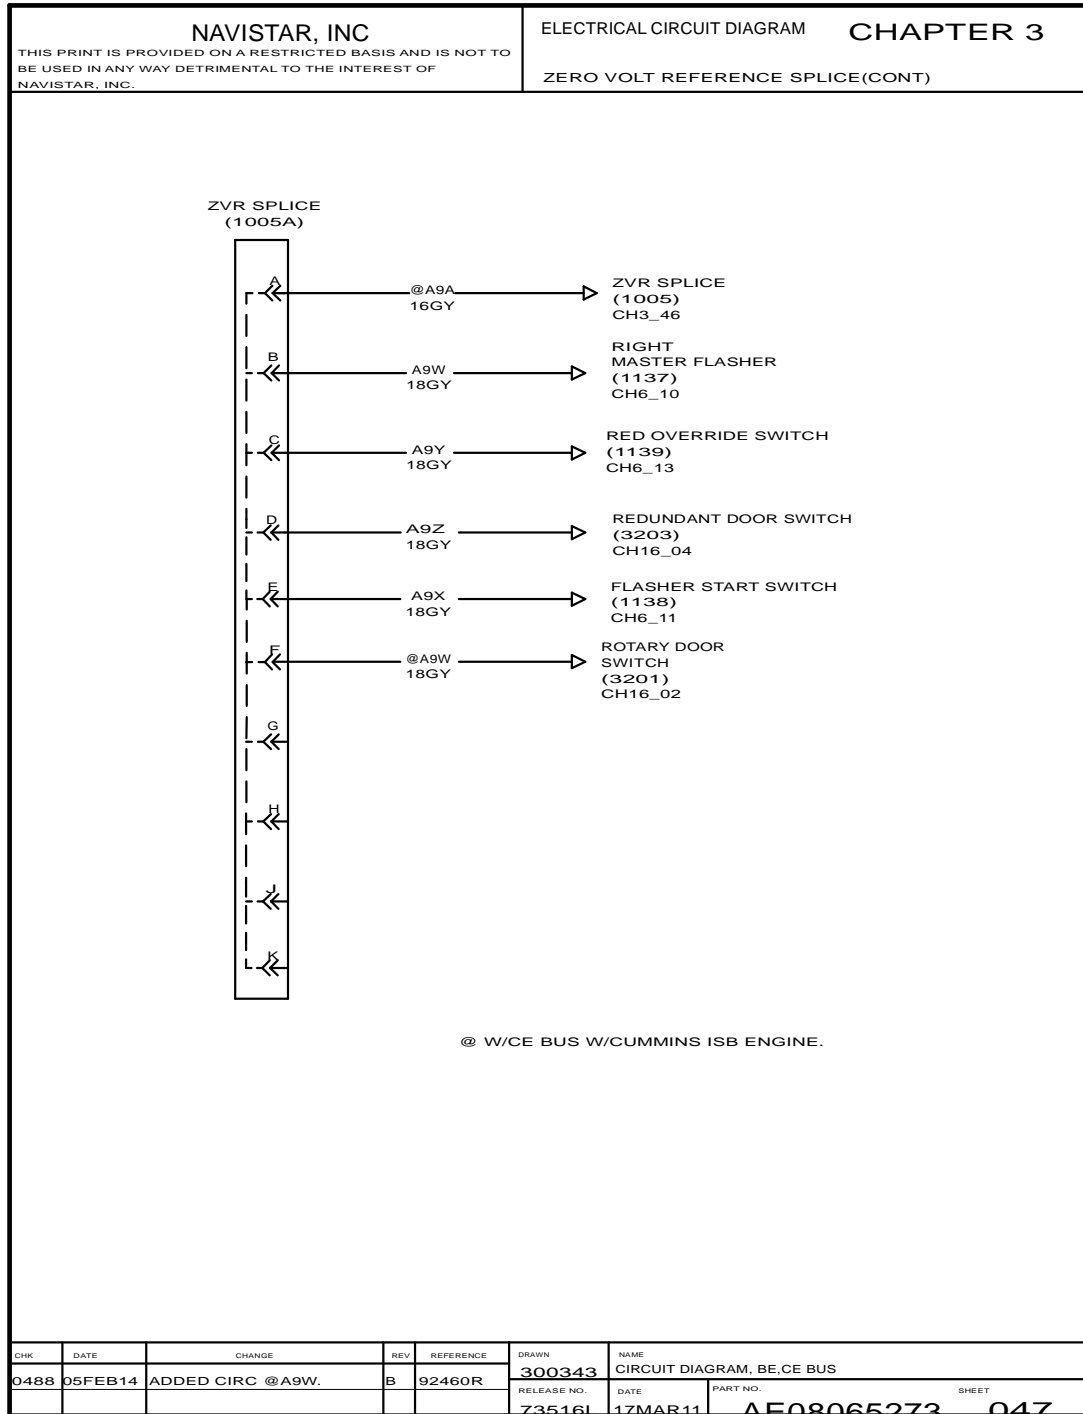 NAVISTAR, INC
THIS PRINT IS PROVIDED ON A RESTRICTED BASIS AND IS NOT TO
BE USED IN ANY WAY DETRIMENTAL TO THE INTEREST OF
NAVISTAR, INC.
ELECTRICAL CIRCUIT DIAGRAM CHAPTER 3
ZERO VOLT REFERENCE SPLICE(CONT)
ZVR SPLICE
(1005A)
A
@A9A
16GY
ZVR SPLICE
(1005)
CH3_46
B
A9W
18GY
RIGHT
MASTER FLASHER
(1137)
CH6_10
C
A9Y
18GY
RED OVERRIDE SWITCH
(1139)
CH6_13
D
A9Z
18GY
REDUNDANT DOOR SWITCH
(3203)
CH16_04
E
A9X
18GY
FLASHER START SWITCH
(1138)
CH6_11
F
@A9W
18GY
ROTARY DOOR
SWITCH
(3201)
CH16_02
G
H
J
K
@ W/CE BUS W/CUMMINS ISB ENGINE.
CHK DATE CHANGE REV REFERENCE
0488 05FEB14 ADDED CIRC @A9W. B 92460R
DRAWN
300343
NAME
CIRCUIT DIAGRAM, BE,CE BUS
RELEASE NO.
73516L
DATE
17MAR11
PART NO.
AE08065273
SHEET
047